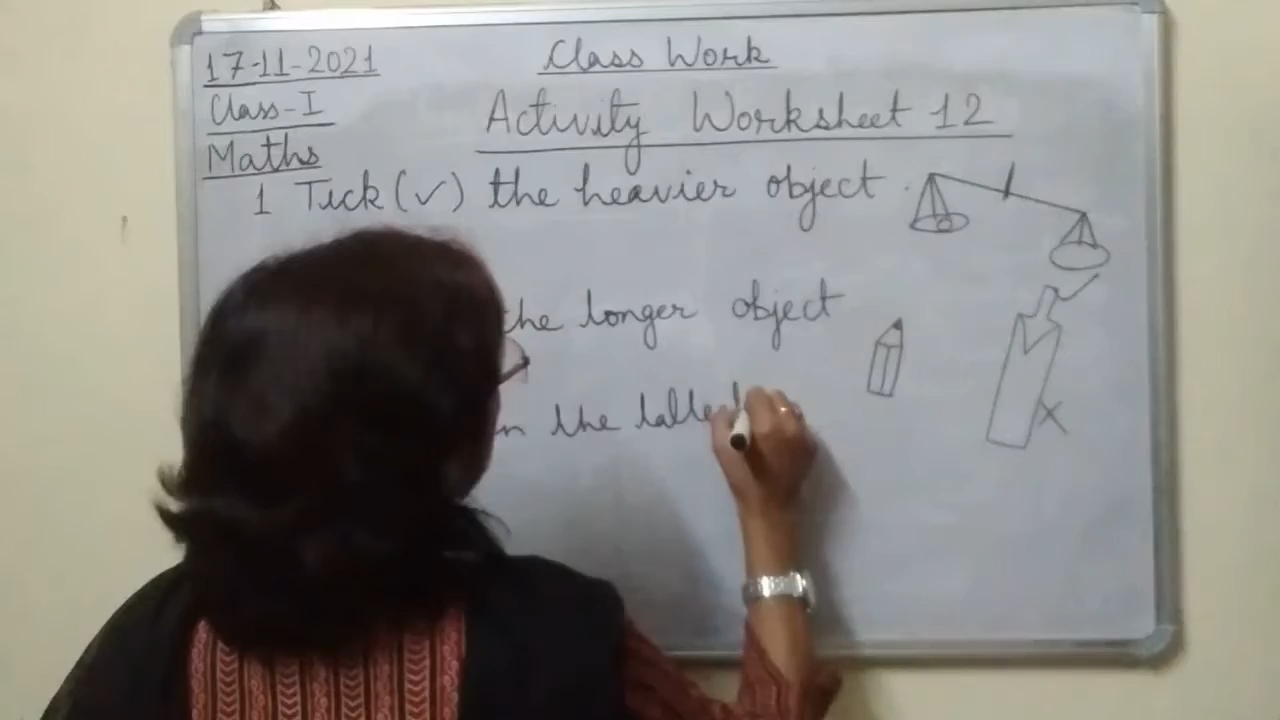 17-11-2021
Class Work
Class-I
Activity Worksheet 12
Maths
1 Tick (✓) the heavier object.
the longer object
the